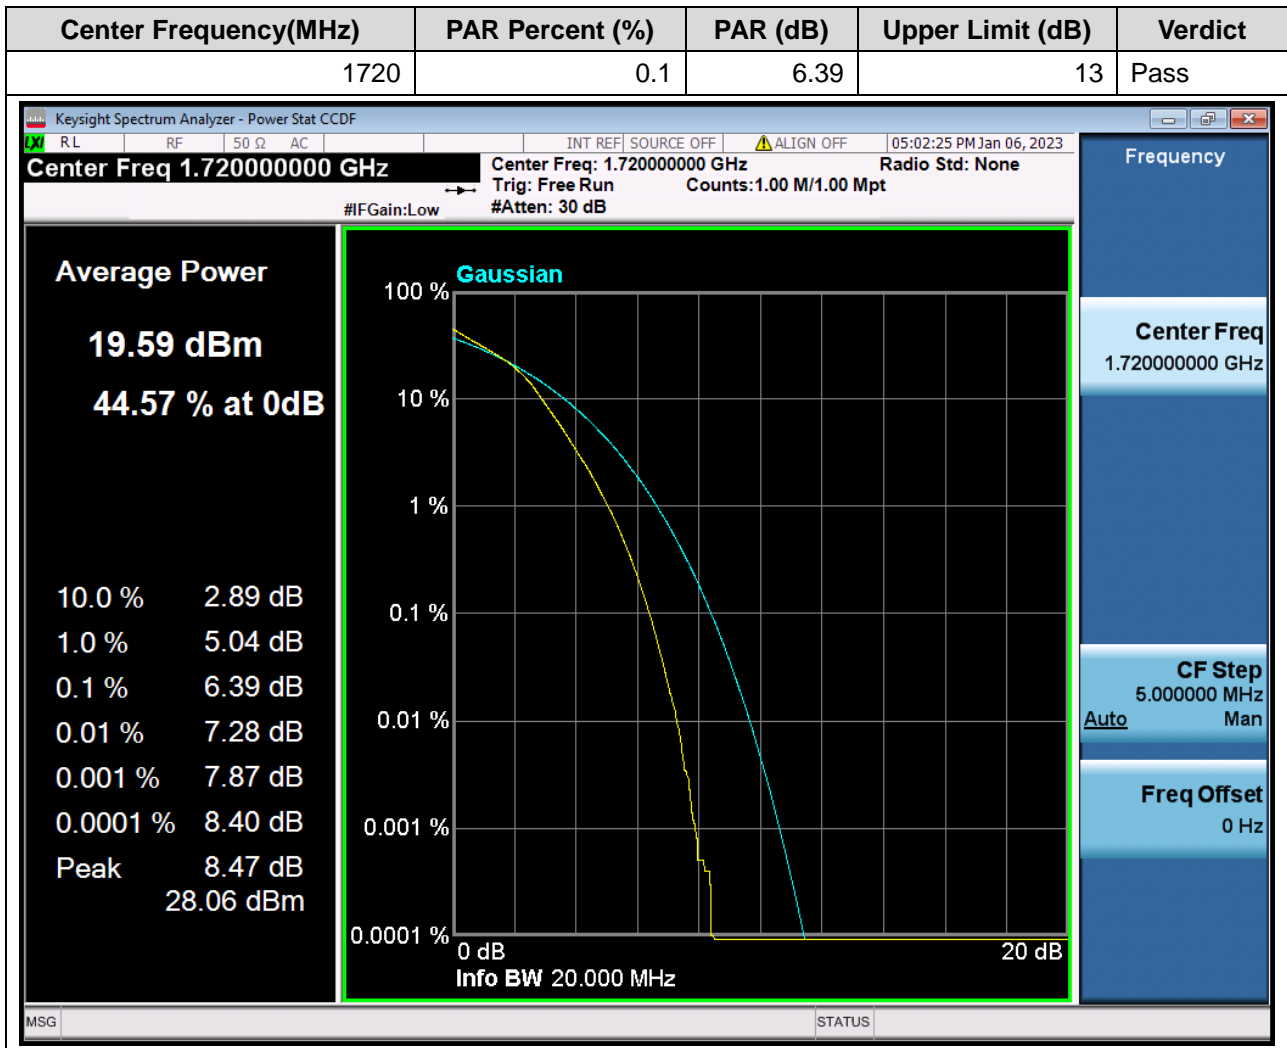 Center Frequency(MHz) PAR Percent (%) PAR (dB) Upper Limit (dB) Verdict
1720 0.1 6.39 13 Pass
Keysight Spectrum Analyzer - Power Stat CCDF
LXI RL RF 50 Ω AC INT REF SOURCE OFF ALIGN OFF 05:02:25 PM Jan 06, 2023
Center Freq 1.720000000 GHz
#IFGain:Low
Center Freq: 1.720000000 GHz Radio Std: None
Trig: Free Run Counts:1.00 M/1.00 Mpt
#Atten: 30 dB
Average Power
19.59 dBm
44.57 % at 0dB
10.0 % 2.89 dB
1.0 % 5.04 dB
0.1 % 6.39 dB
0.01 % 7.28 dB
0.001 % 7.87 dB
0.0001 % 8.40 dB
Peak 8.47 dB
28.06 dBm
Gaussian
100 %
10 %
1 %
0.1 %
0.01 %
0.001 %
0.0001 %
0 dB 20 dB
Info BW 20.000 MHz
Frequency
Center Freq
1.720000000 GHz
CF Step
5.000000 MHz
Auto Man
Freq Offset
0 Hz
MSG STATUS